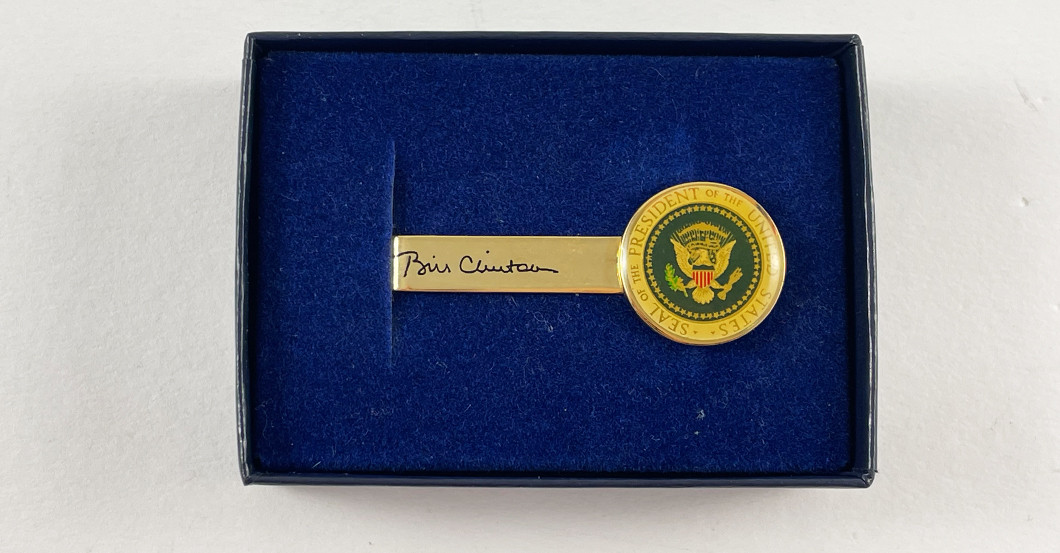 Bill Clinton
SEAL OF THE PRESIDENT OF THE UNITED STATES